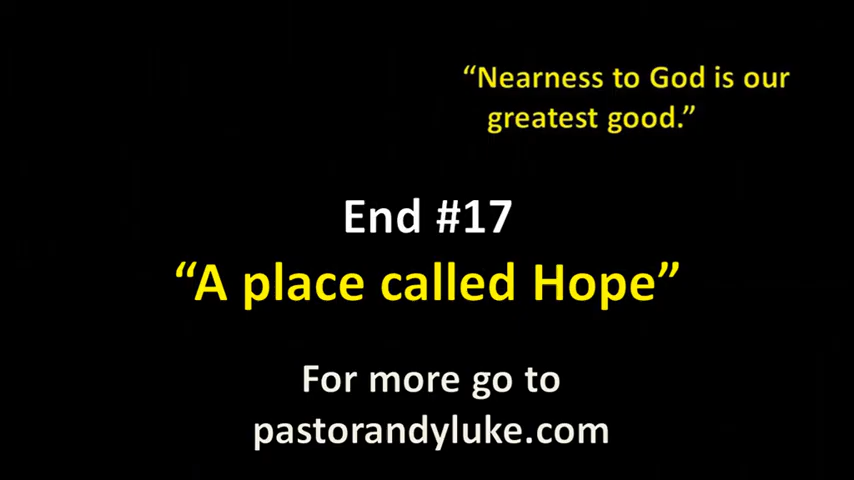 “Nearness to God is our
greatest good.”
End #17
“A place called Hope”
For more go to
pastorandyluke.com